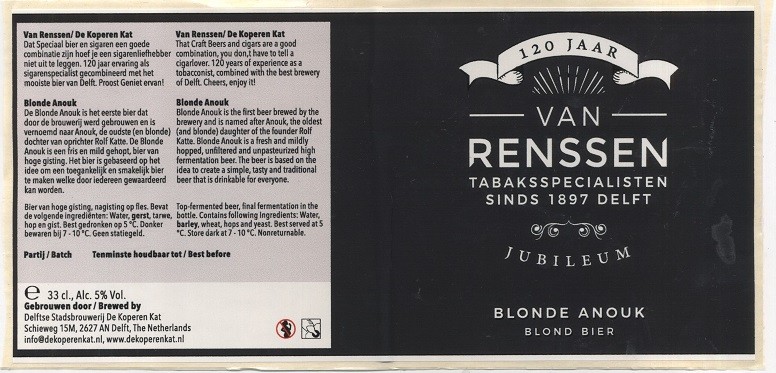 Van Renssen/ De Koperen Kat
Dat Speciaal bier en sigaren een goede
combinatie zijn hoef je een sigarenliefhebber
niet uit te leggen. 120 jaar ervaring als
sigarenspecialist gecombineerd met het
mooiste bier van Delft. Proost Geniet ervan!
Blonde Anouk
De Blonde Anouk is het eerste bier dat
door de brouwerij werd gebrouwen en is
vernoemd naar Anouk, de oudste (en blonde)
dochter van oprichter Rolf Katte. De Blonde
Anouk is een fris en mild gehopt, bier van
hoge gisting. Het bier is gebaseerd op het
idee om een toegankelijk en smakelijk bier
te maken welke door iedereen gewaardeerd
kan worden.
Bier van hoge gisting, nagisting op fles. Bevat
de volgende ingrediënten: Water, gerst, tarwe,
hop en gist. Best gedronken op 5 °C. Donker
bewaren bij 7 - 10 °C. Geen statiegeld.
Van Renssen/ De Koperen Kat
That Craft Beers and cigars are a good
combination, you don,t have to tell a
cigarlover. 120 years of experience as a
tobacconist, combined with the best brewery
of Delft. Cheers, enjoy it!
Blonde Anouk
Blonde Anouk is the first beer brewed by the
brewery and is named after Anouk, the oldest
(and blonde) daughter of the founder Rolf
Katte. Blonde Anouk is a fresh and mildly
hopped, unfiltered and unpasteurized high
fermentation beer. The beer is based on the
idea to create a simple, tasty and traditional
beer that is drinkable for everyone.
Top-fermented beer, final fermentation in the
bottle. Contains following Ingredients: Water,
barley, wheat, hops and yeast. Best served at 5
°C. Store dark at 7 - 10 °C. Nonreturnable.
Partij / Batch Tenminste houdbaar tot / Best before
e 33 cl., Alc. 5% Vol.
Gebrouwen door / Brewed by
Delftse Stadsbrouwerij De Koperen Kat
Schieweg 15M, 2627 AN Delft, The Netherlands
info@dekoperenkat.nl, www.dekoperenkat.nl
120 JAAR
VAN
RENSSEN
TABAKSSPECIALISTEN
SINDS 1897 DELFT
JUBILEUM
BLONDE ANOUK
BLOND BIER